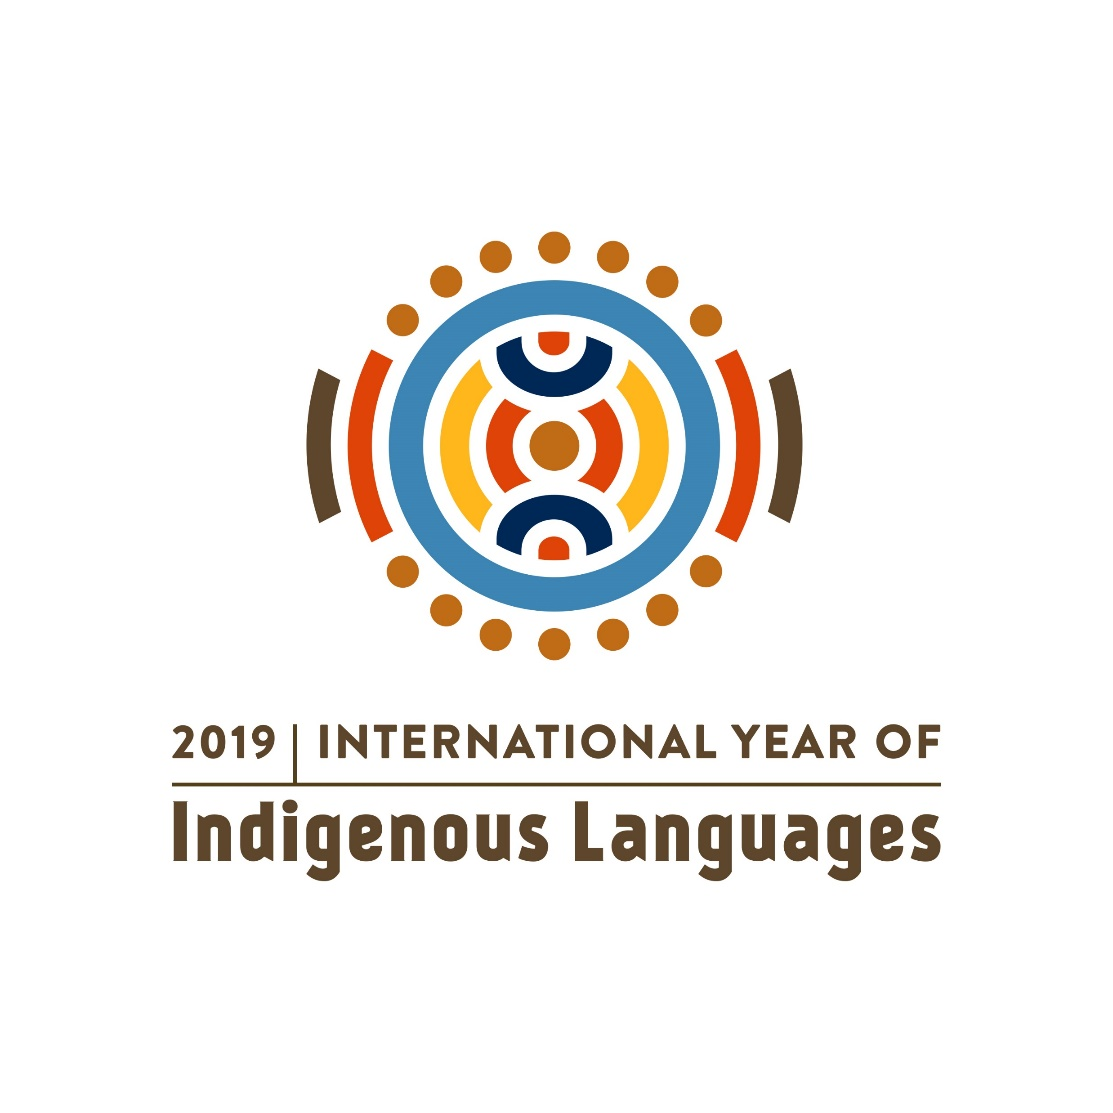 2019 | INTERNATIONAL YEAR OF
Indigenous Languages